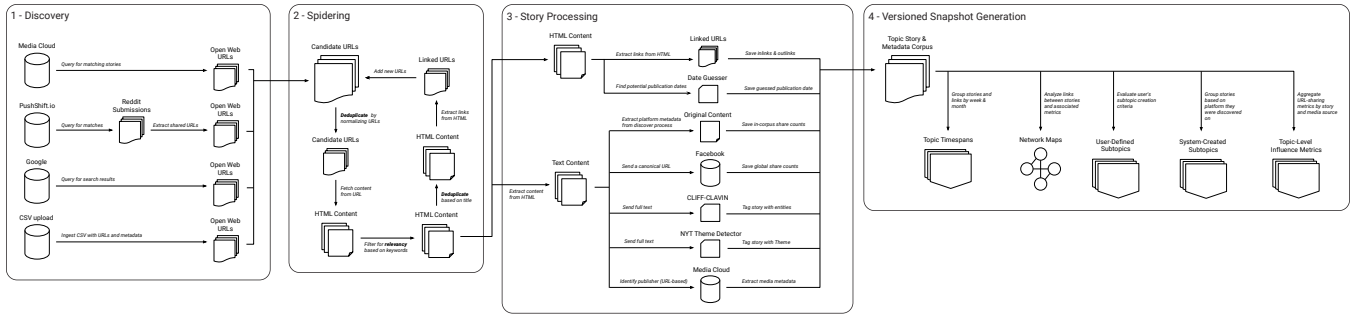 1 - Discovery
Media Cloud
Query for matching stories
Open Web
URLs
PushShift.io
Query for matches
Reddit
Submissions
Extract shared URLs
Open Web
URLs
Google
Query for search results
Open Web
URLs
CSV upload
Ingest CSV with URLs and metadata
Open Web
URLs
2 - Spidering
Candidate URLs
Linked URLs
Add new URLs
Deduplicate by
normalizing URLs
Extract links
from HTML
Candidate URLs
HTML Content
Fetch content
from URL
Deduplicate
based on title
HTML Content
HTML Content
Filter for relevancy
based on keywords
3 - Story Processing
HTML Content
Extract links from HTML
Linked URLs
Save inlinks & outlinks
Find potential publication dates
Date Guesser
Save guessed publication date
Extract content
from HTML
Text Content
Extract platform metadata
from discover process
Original Content
Save in-corpus share counts
Send a canonical URL
Facebook
Save global share counts
Send full text
CLIFF-CLAVIN
Tag story with entities
Send full text
NYT Theme Detector
Tag story with Theme
Identify publisher (URL-based)
Media Cloud
Extract media metadata
4 - Versioned Snapshot Generation
Topic Story &
Metadata Corpus
Group stories and
links by week &
month
Topic Timespans
Analyze links
between stories
and associated
metrics
Network Maps
Evaluate user's
subtopic creation
criteria
User-Defined
Subtopics
Group stories
based on
platform they
were discovered
on
System-Created
Subtopics
Aggregate
URL-sharing
metrics by story
and media source
Topic-Level
Influence Metrics